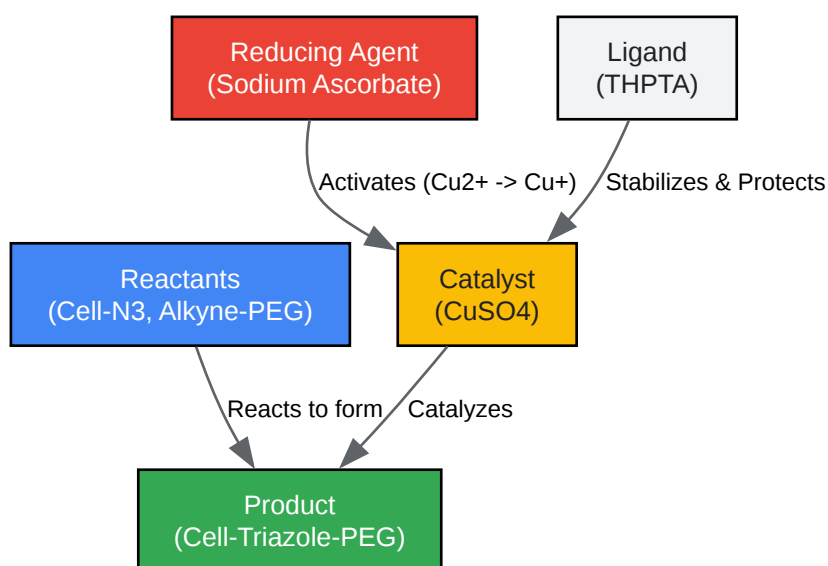 Reducing Agent
(Sodium Ascorbate)
Ligand
(THPTA)
Activates (Cu2+ -> Cu+)
Stabilizes & Protects
Reactants
(Cell-N3, Alkyne-PEG)
Catalyst
(CuSO4)
Reacts to form
Catalyzes
Product
(Cell-Triazole-PEG)